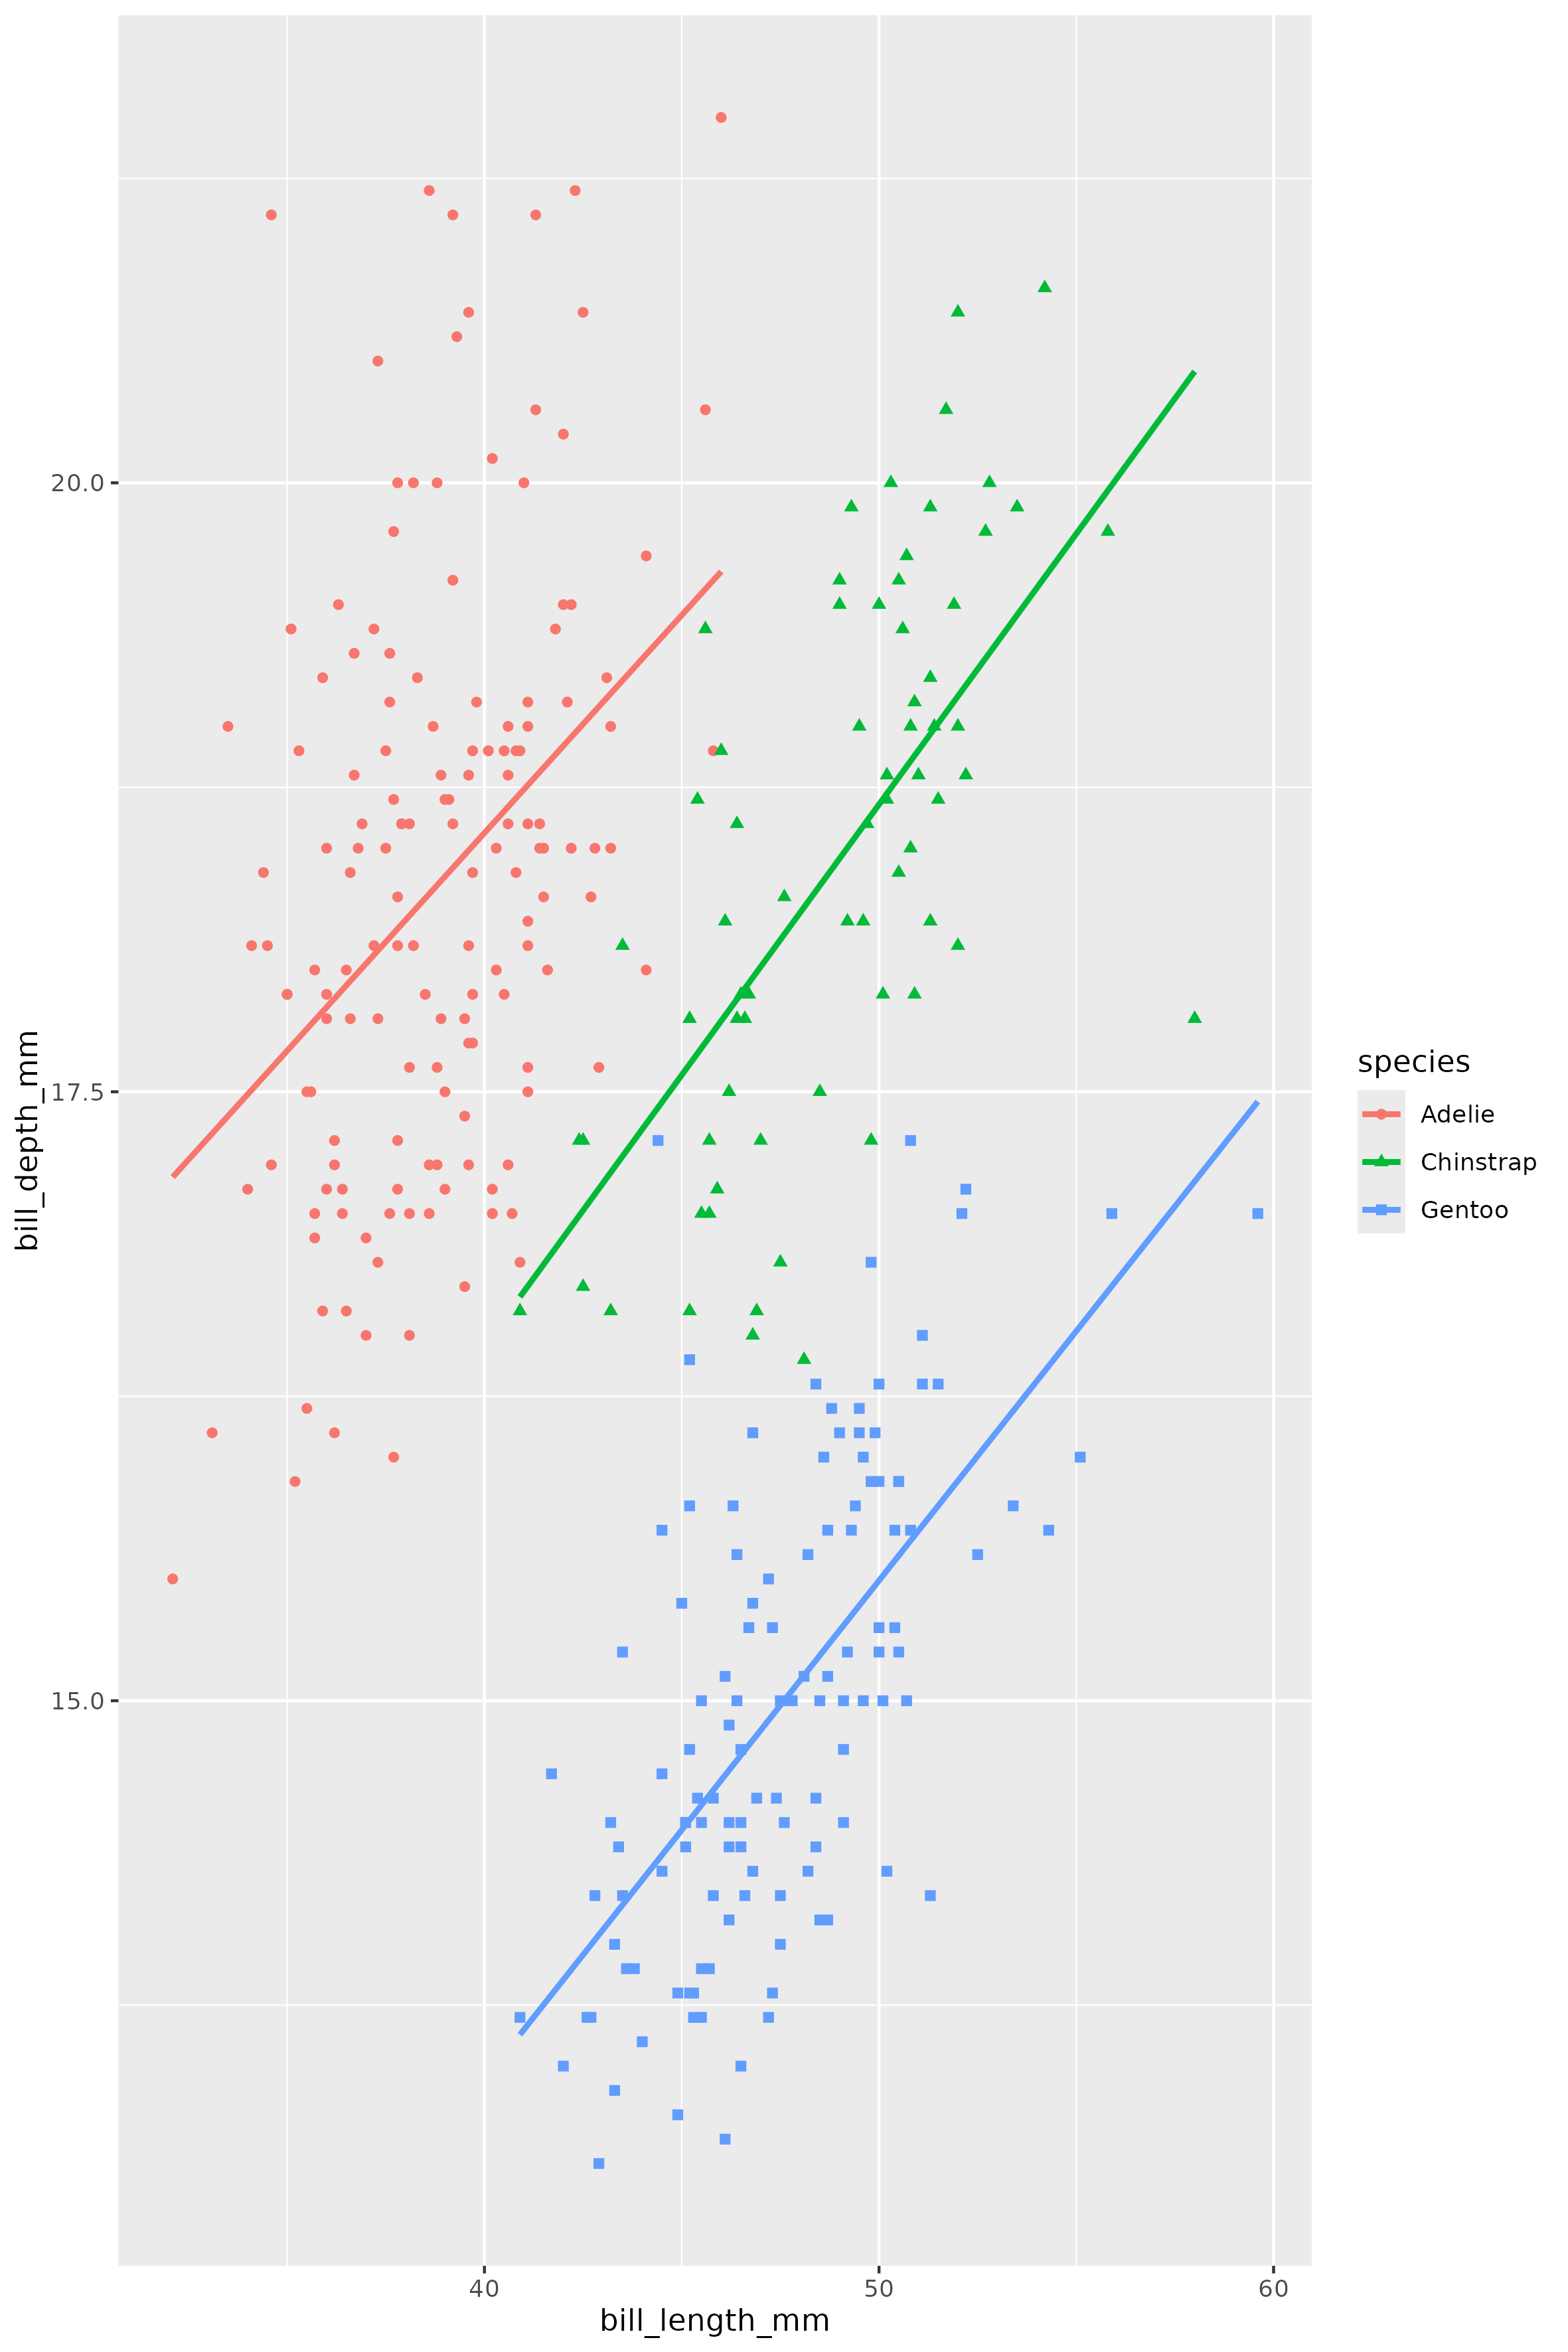 20.0
17.5
15.0
bill_depth_mm
40
50
60
bill_length_mm
species
Adelie
Chinstrap
Gentoo